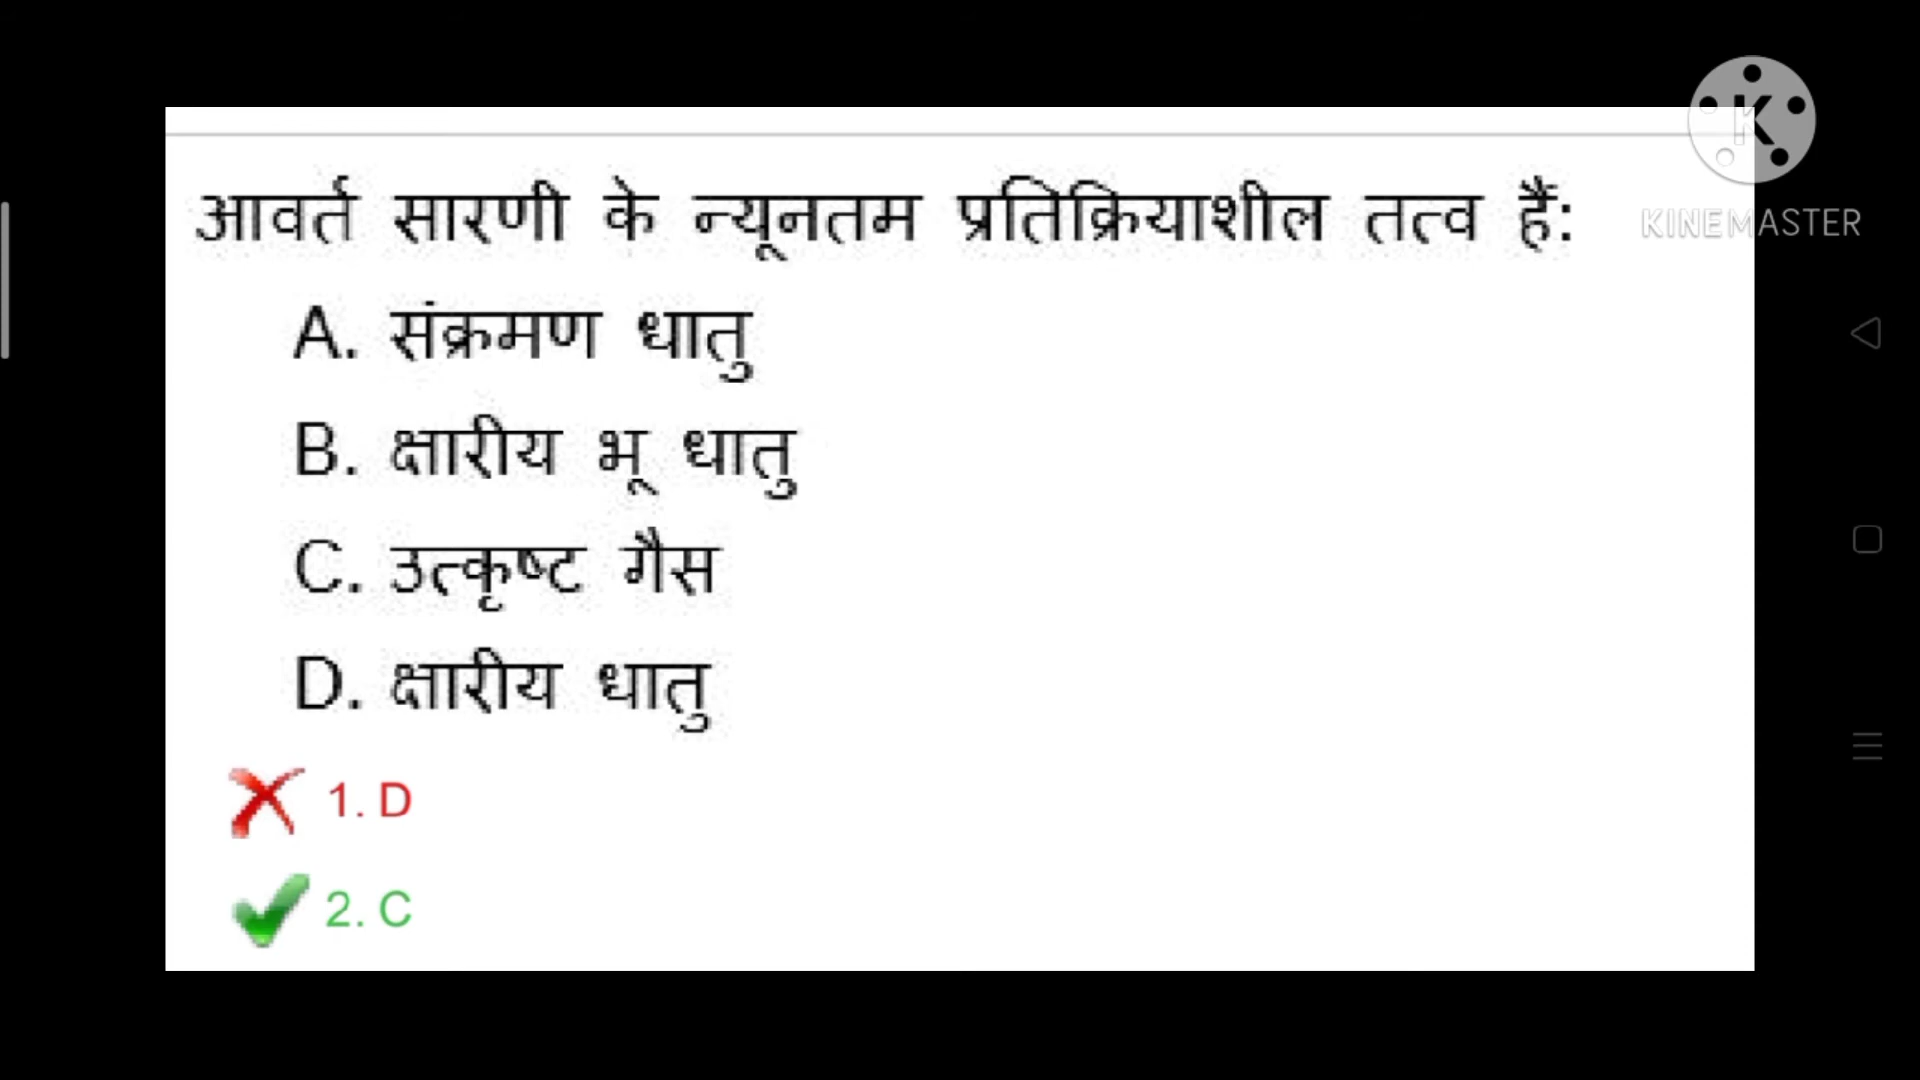 आवर्त सारणी के न्यूनतम प्रतिक्रियाशील तत्व हैं:
A. संक्रमण धातु
B. क्षारीय भू धातु
C. उत्कृष्ट गैस
D. क्षारीय धातु
1. D
2. C
K
KINEMASTER